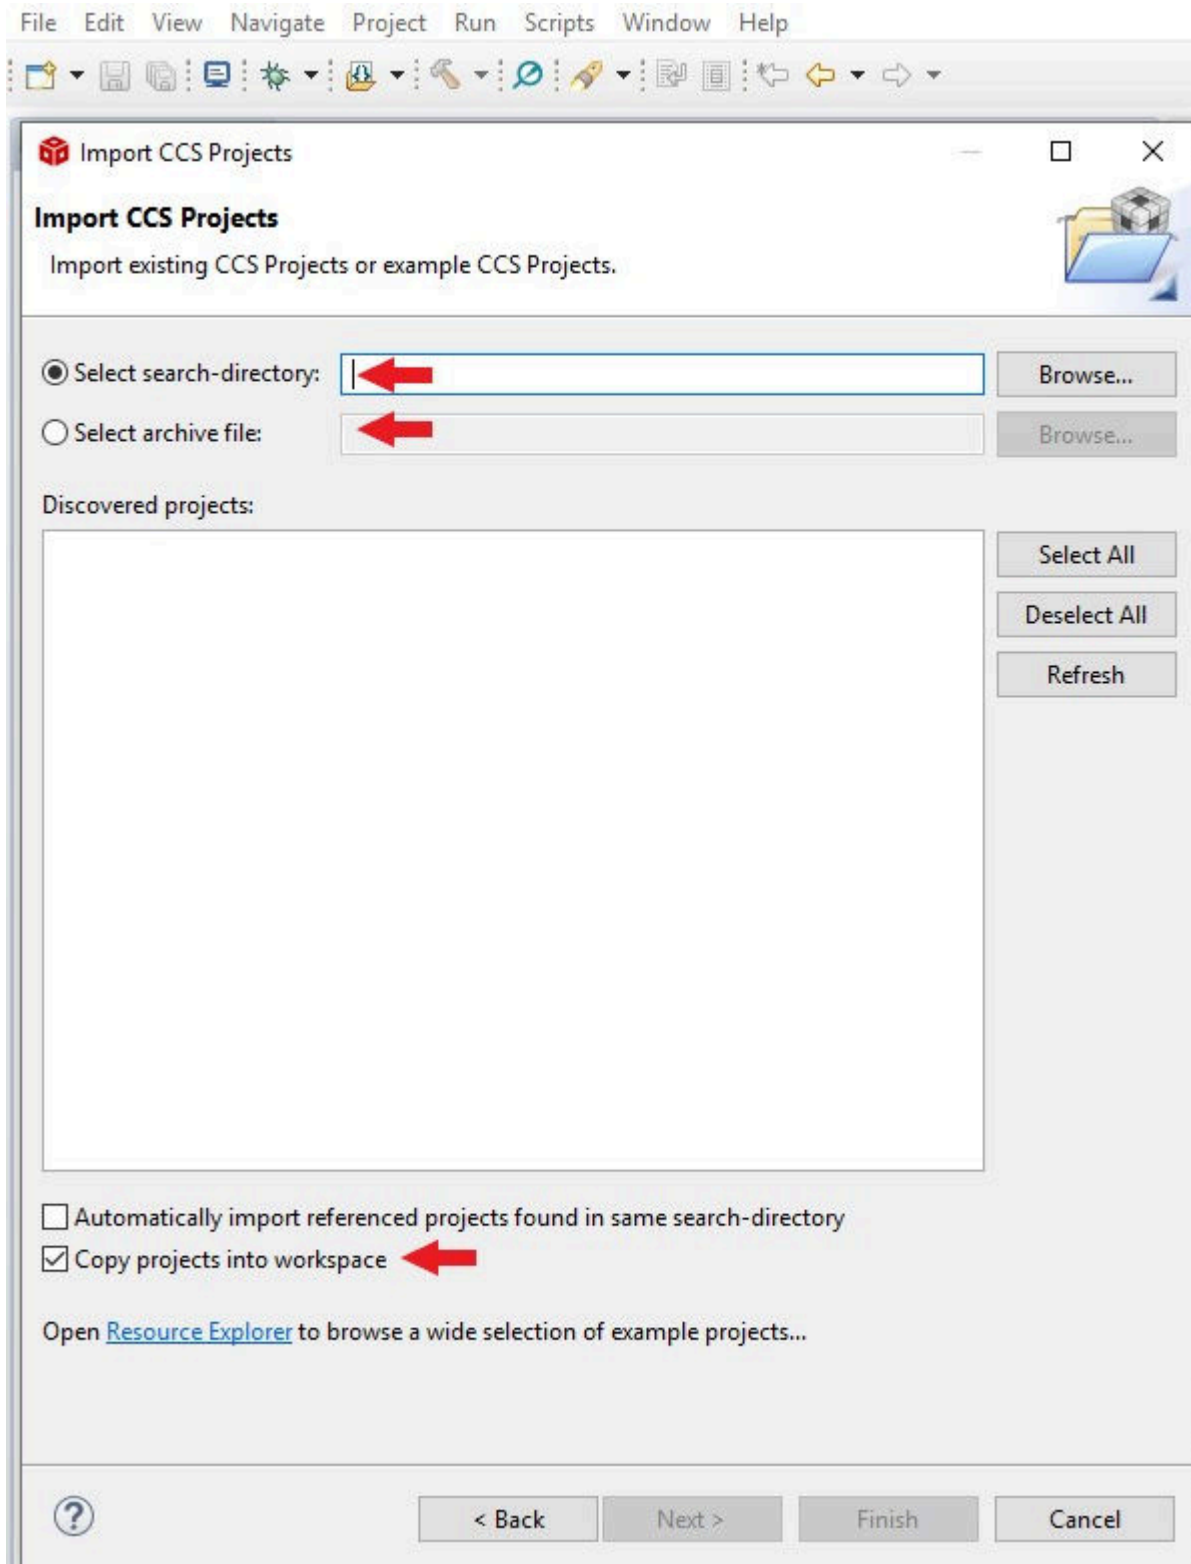 File Edit View Navigate Project Run Scripts Window Help
Import CCS Projects
Import CCS Projects
Import existing CCS Projects or example CCS Projects.
Select search-directory: Browse...
Select archive file: Browse...
Discovered projects:
Select All
Deselect All
Refresh
Automatically import referenced projects found in same search-directory
Copy projects into workspace
Open Resource Explorer to browse a wide selection of example projects...
? < Back Next > Finish Cancel